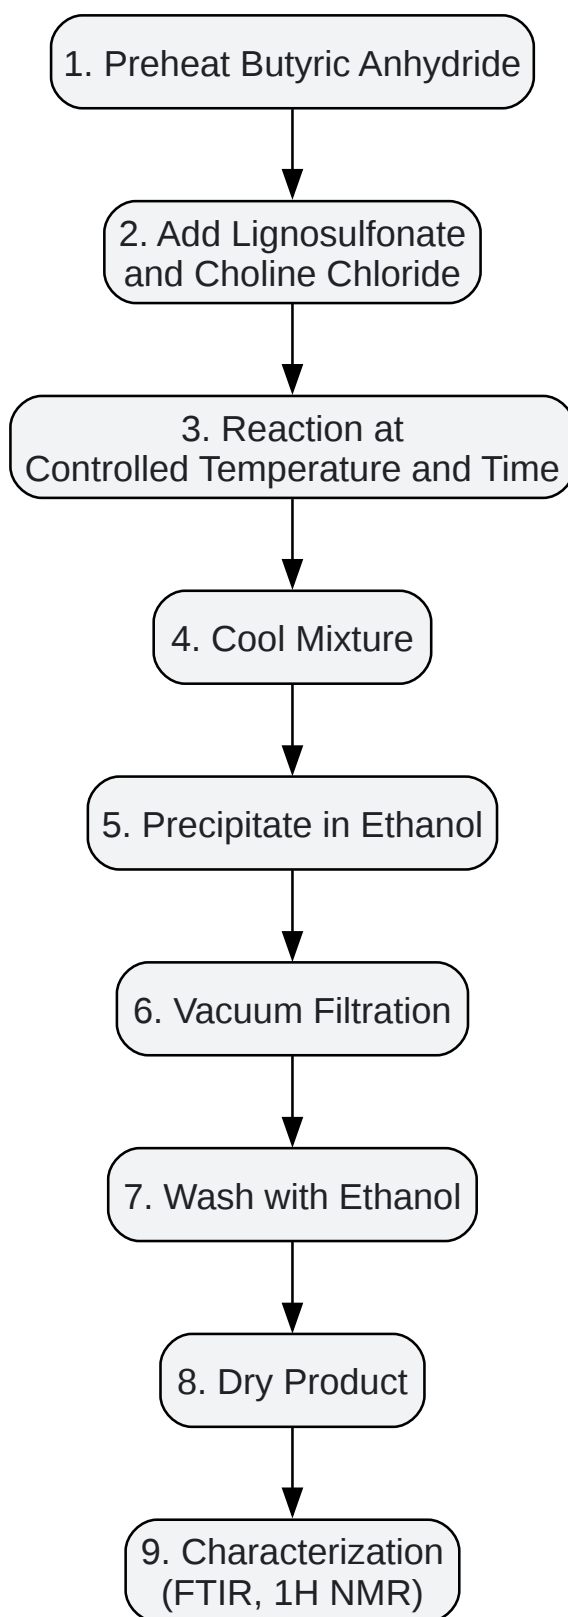 1. Preheat Butyric Anhydride
2. Add Lignosulfonate
and Choline Chloride
3. Reaction at
Controlled Temperature and Time
4. Cool Mixture
5. Precipitate in Ethanol
6. Vacuum Filtration
7. Wash with Ethanol
8. Dry Product
9. Characterization
(FTIR, 1H NMR)